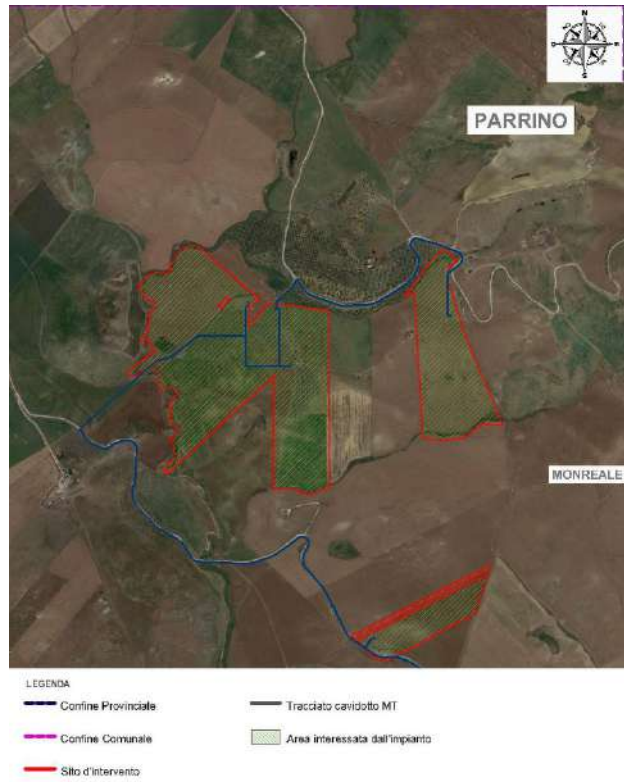 N
PARRINO
MONREALE
LEGENDA
Confine Provinciale
Tracciato cavidotto MT
Confine Comunale
Area interessata dall'impianto
Sito d'intervento